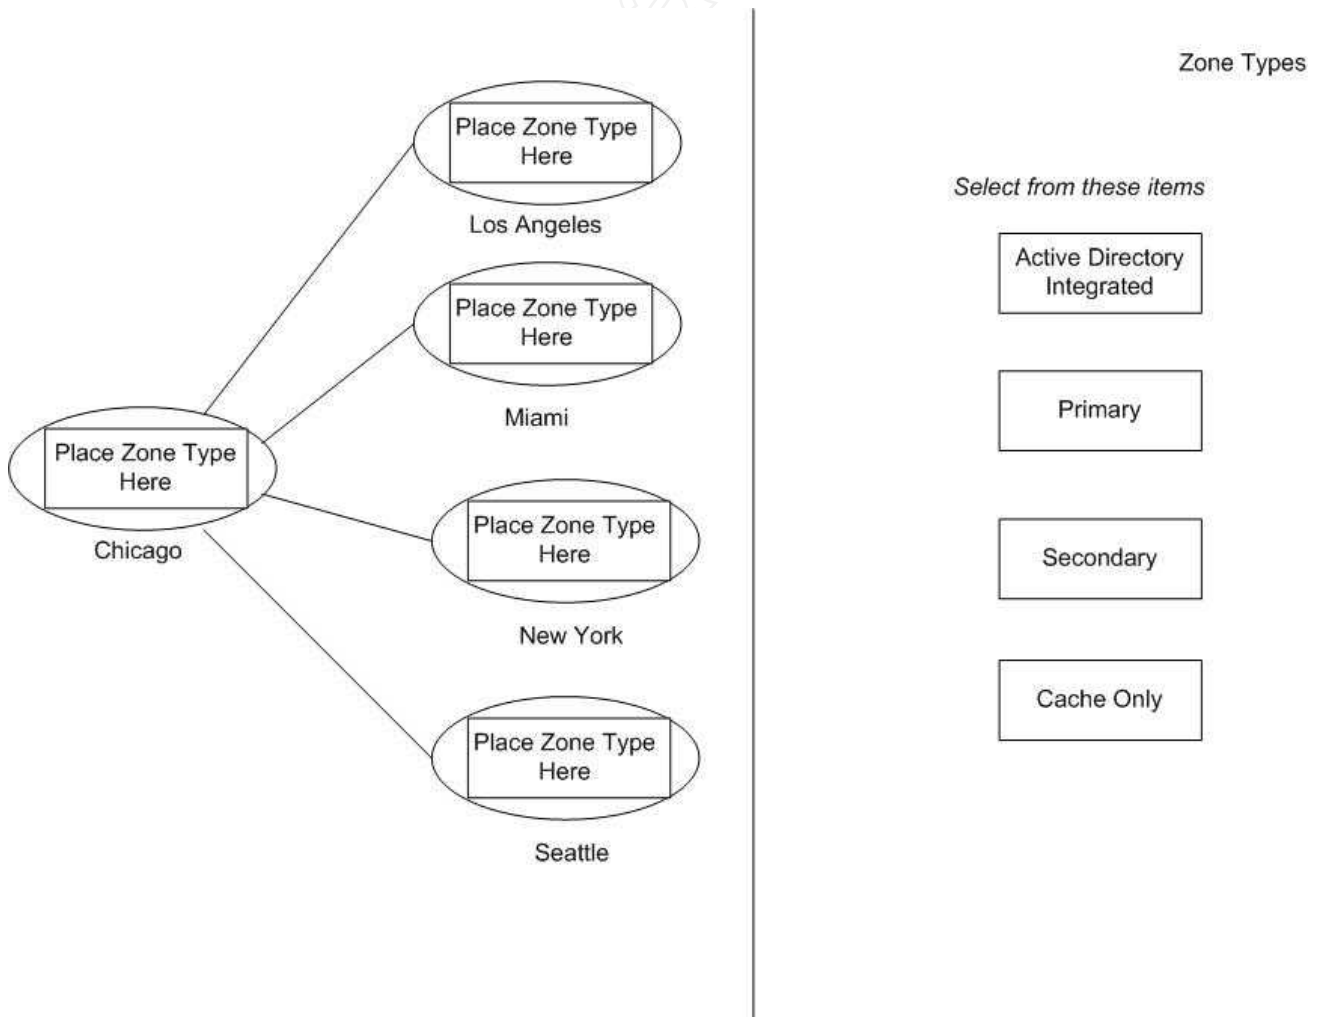 Place Zone Type
Here
Los Angeles
Place Zone Type
Here
Miami
Place Zone Type
Here
Chicago
Place Zone Type
Here
New York
Place Zone Type
Here
Seattle
Zone Types
Select from these items
Active Directory
Integrated
Primary
Secondary
Cache Only